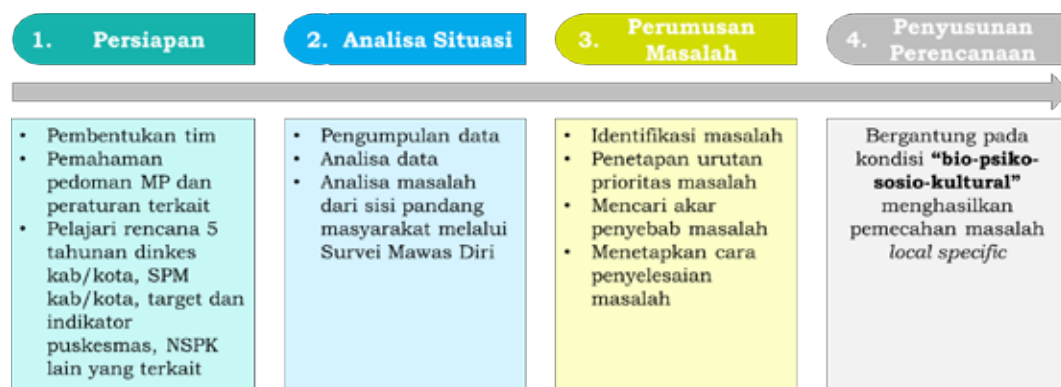 1. Persiapan
2. Analisa Situasi
3. Perumusan
Masalah
4. Penyusunan
Perencanaan
• Pembentukan tim
• Pemahaman
pedoman MP dan
peraturan terkait
• Pelajari rencana 5
tahunan dinkes
kab/kota, SPM
kab/kota, target dan
indikator
puskesmas, NSPK
lain yang terkait
• Pengumpulan data
• Analisa data
• Analisa masalah
dari sisi pandang
masyarakat melalui
Survei Mawas Diri
• Identifikasi masalah
• Penetapan urutan
prioritas masalah
• Mencari akar
penyebab masalah
• Menetapkan cara
penyelesaian
masalah
Bergantung pada
kondisi “bio-psiko-
sosio-kultural”
menghasilkan
pemecahan masalah
local specific